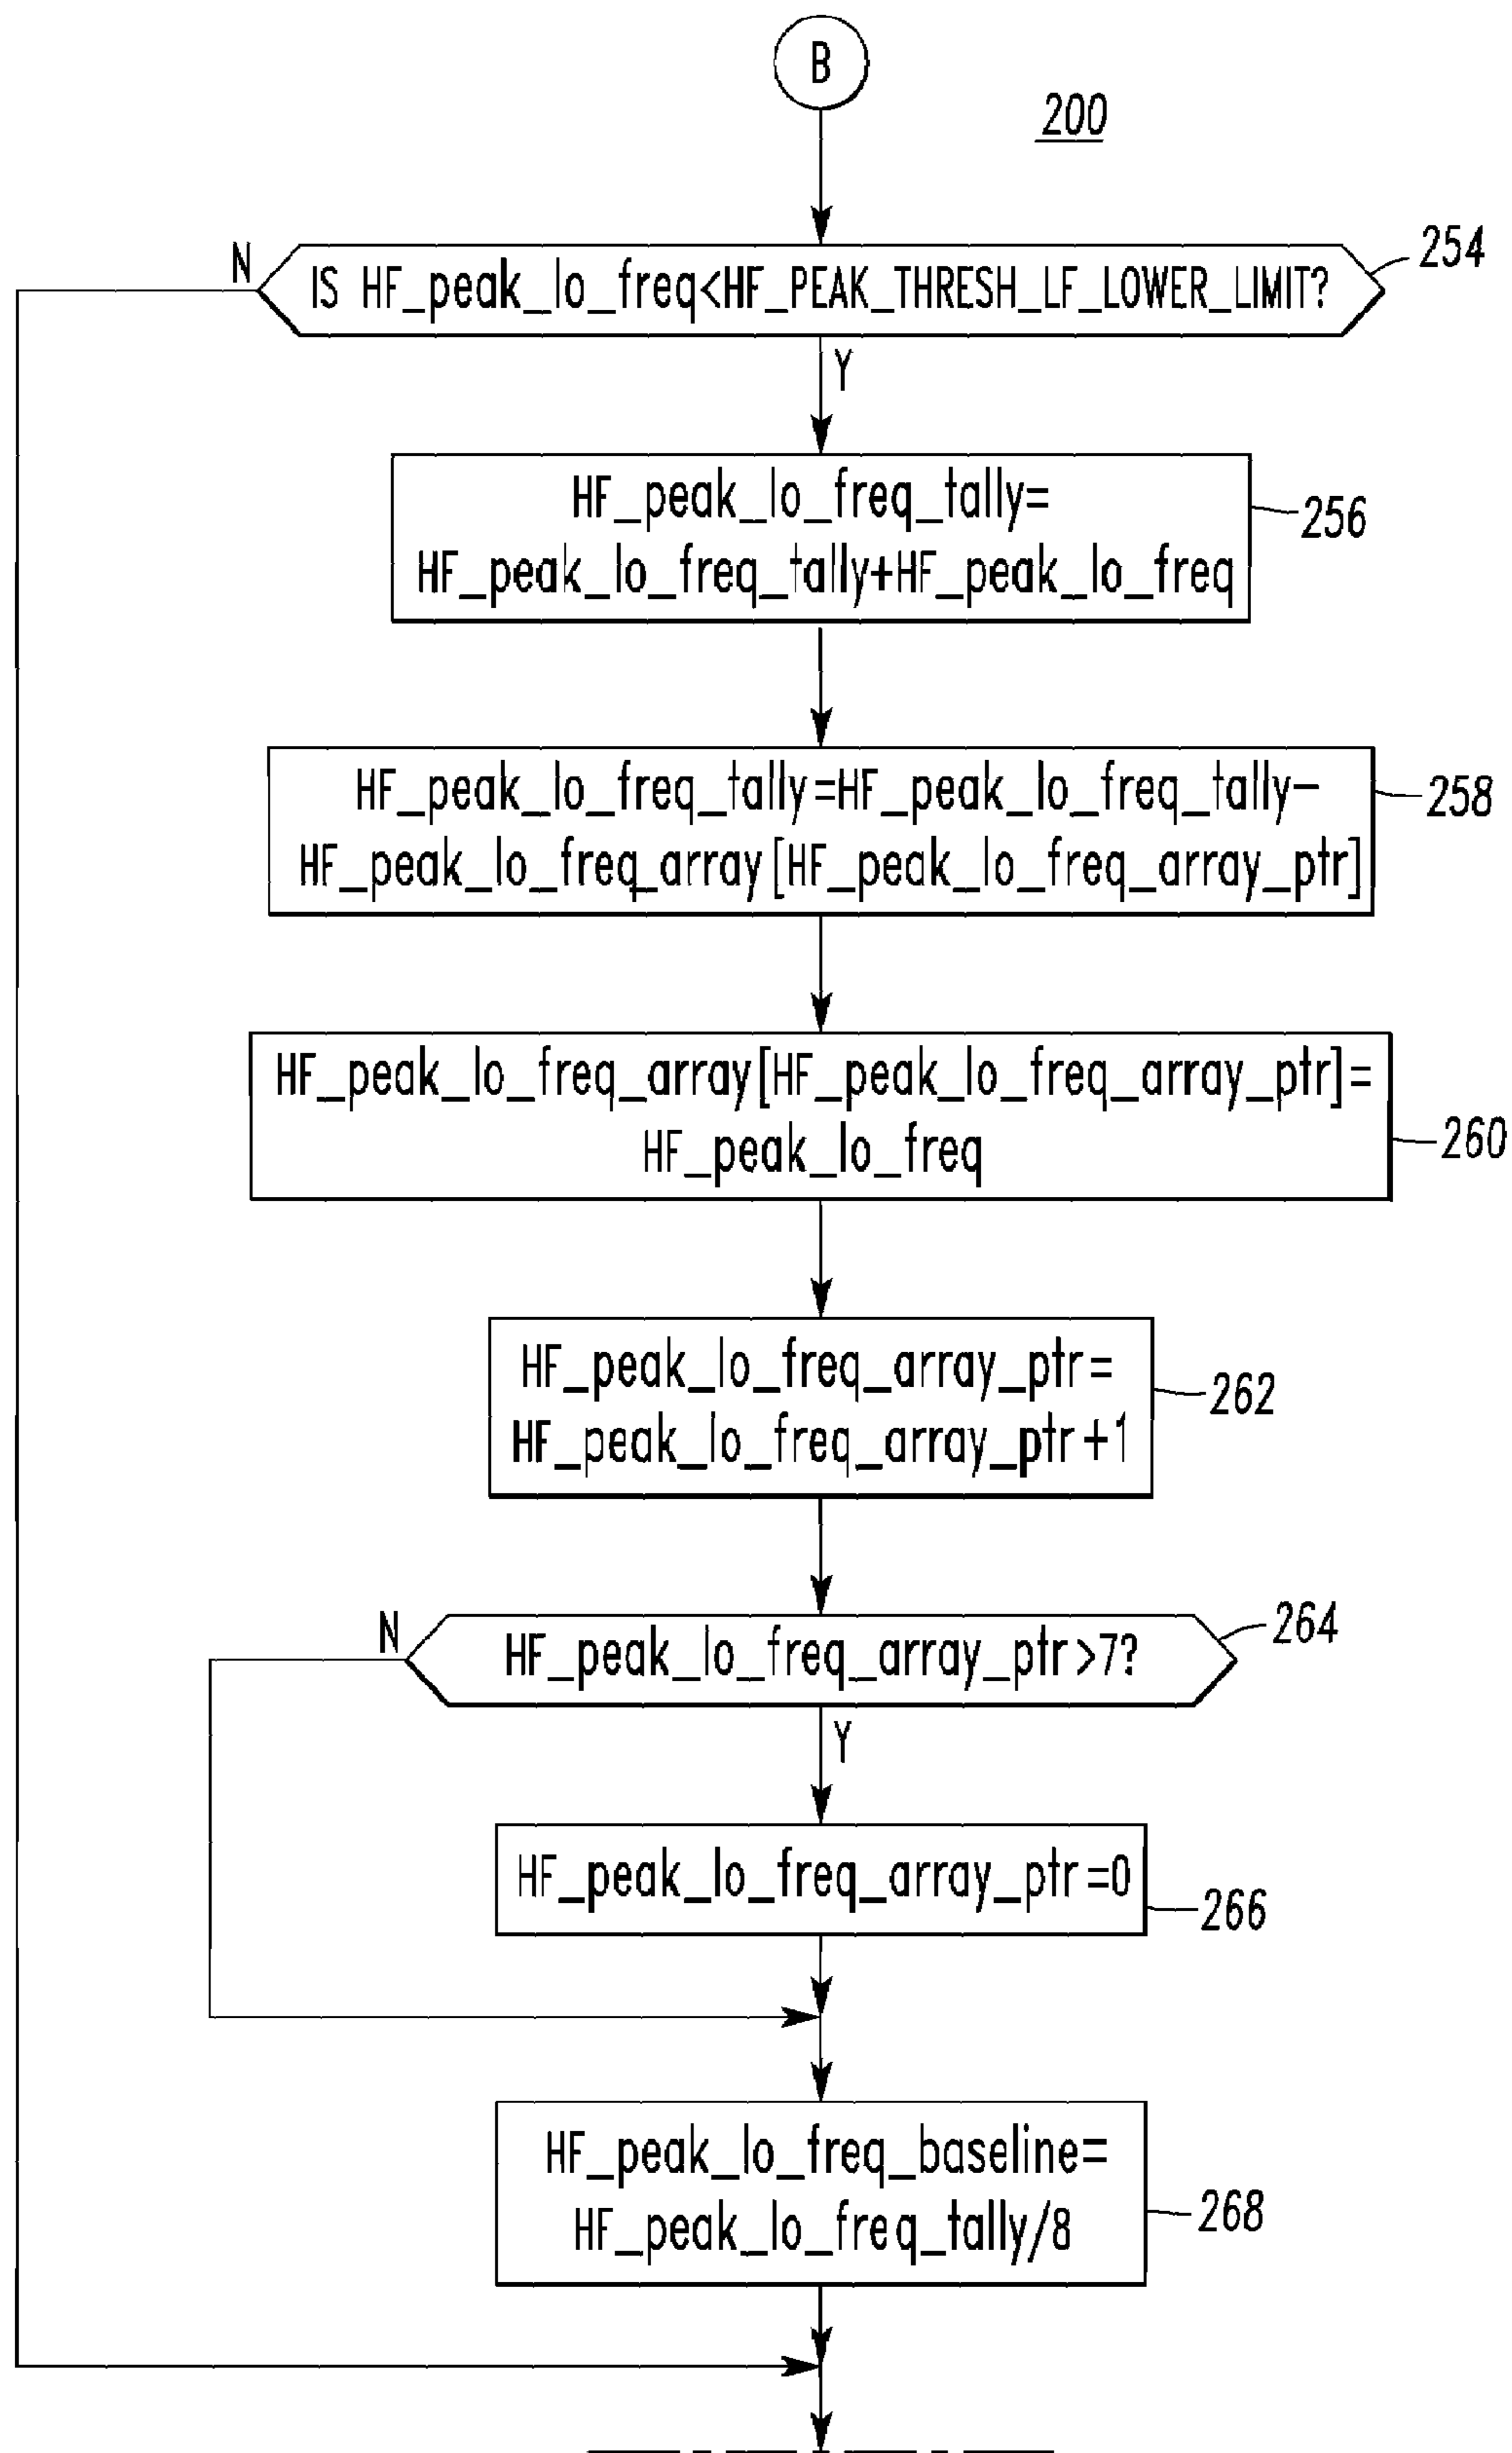 B
200
N
IS HF_peak_lo_freq<HF_PEAK_THRESH_LF_LOWER_LIMIT?
254
Y
HF_peak_lo_freq_tally=
HF_peak_lo_freq_tally+HF_peak_lo_freq
256
HF_peak_lo_freq_tally=HF_peak_lo_freq_tally-
HF_peak_lo_freq_array[HF_peak_lo_freq_array_ptr]
258
HF_peak_lo_freq_array[HF_peak_lo_freq_array_ptr]=
HF_peak_lo_freq
260
HF_peak_lo_freq_array_ptr=
HF_peak_lo_freq_array_ptr+1
262
N
HF_peak_lo_freq_array_ptr>7?
264
Y
HF_peak_lo_freq_array_ptr=0
266
HF_peak_lo_freq_baseline=
HF_peak_lo_freq_tally/8
268